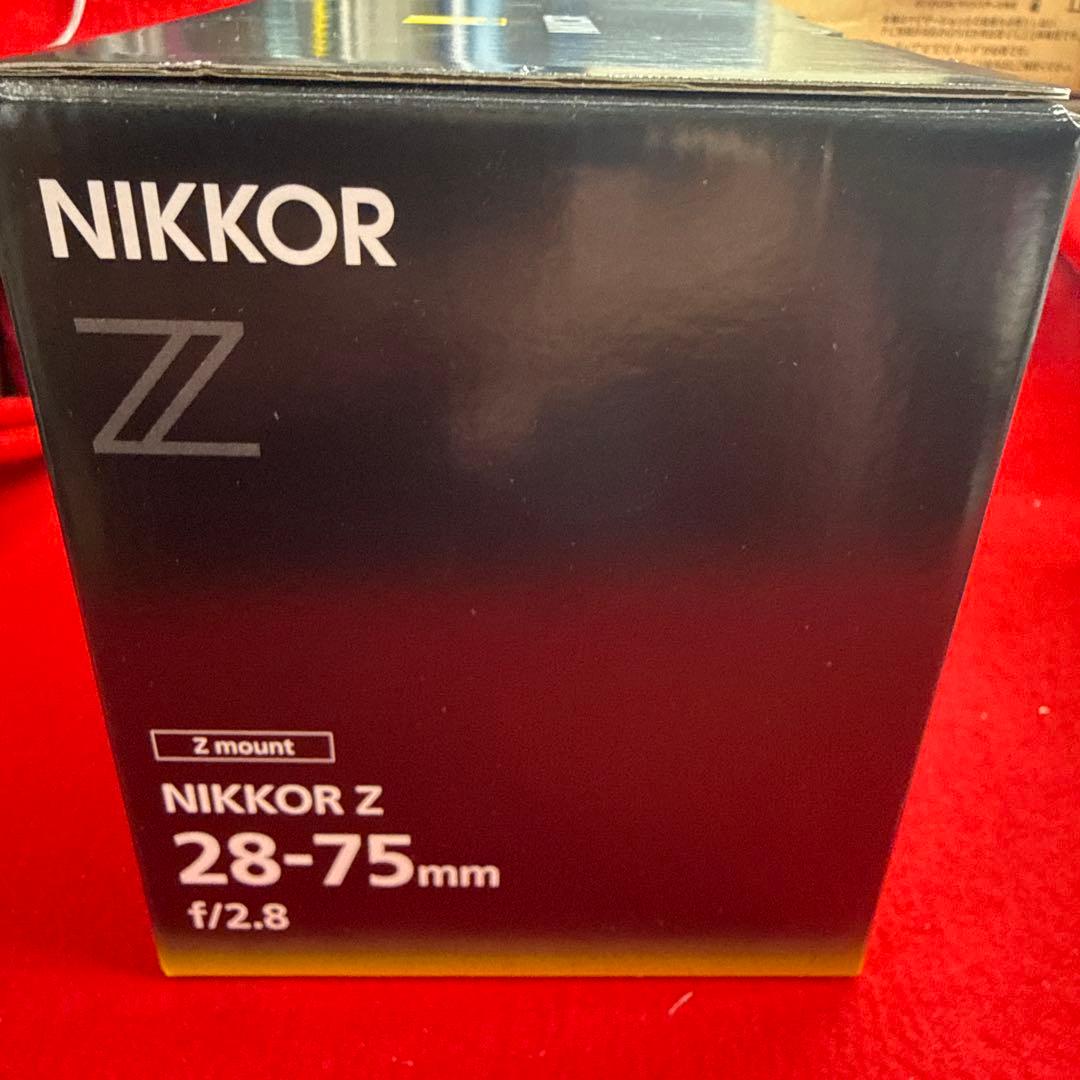 NIKKOR
Z
Z mount
NIKKOR Z
28-75mm
f/2.8